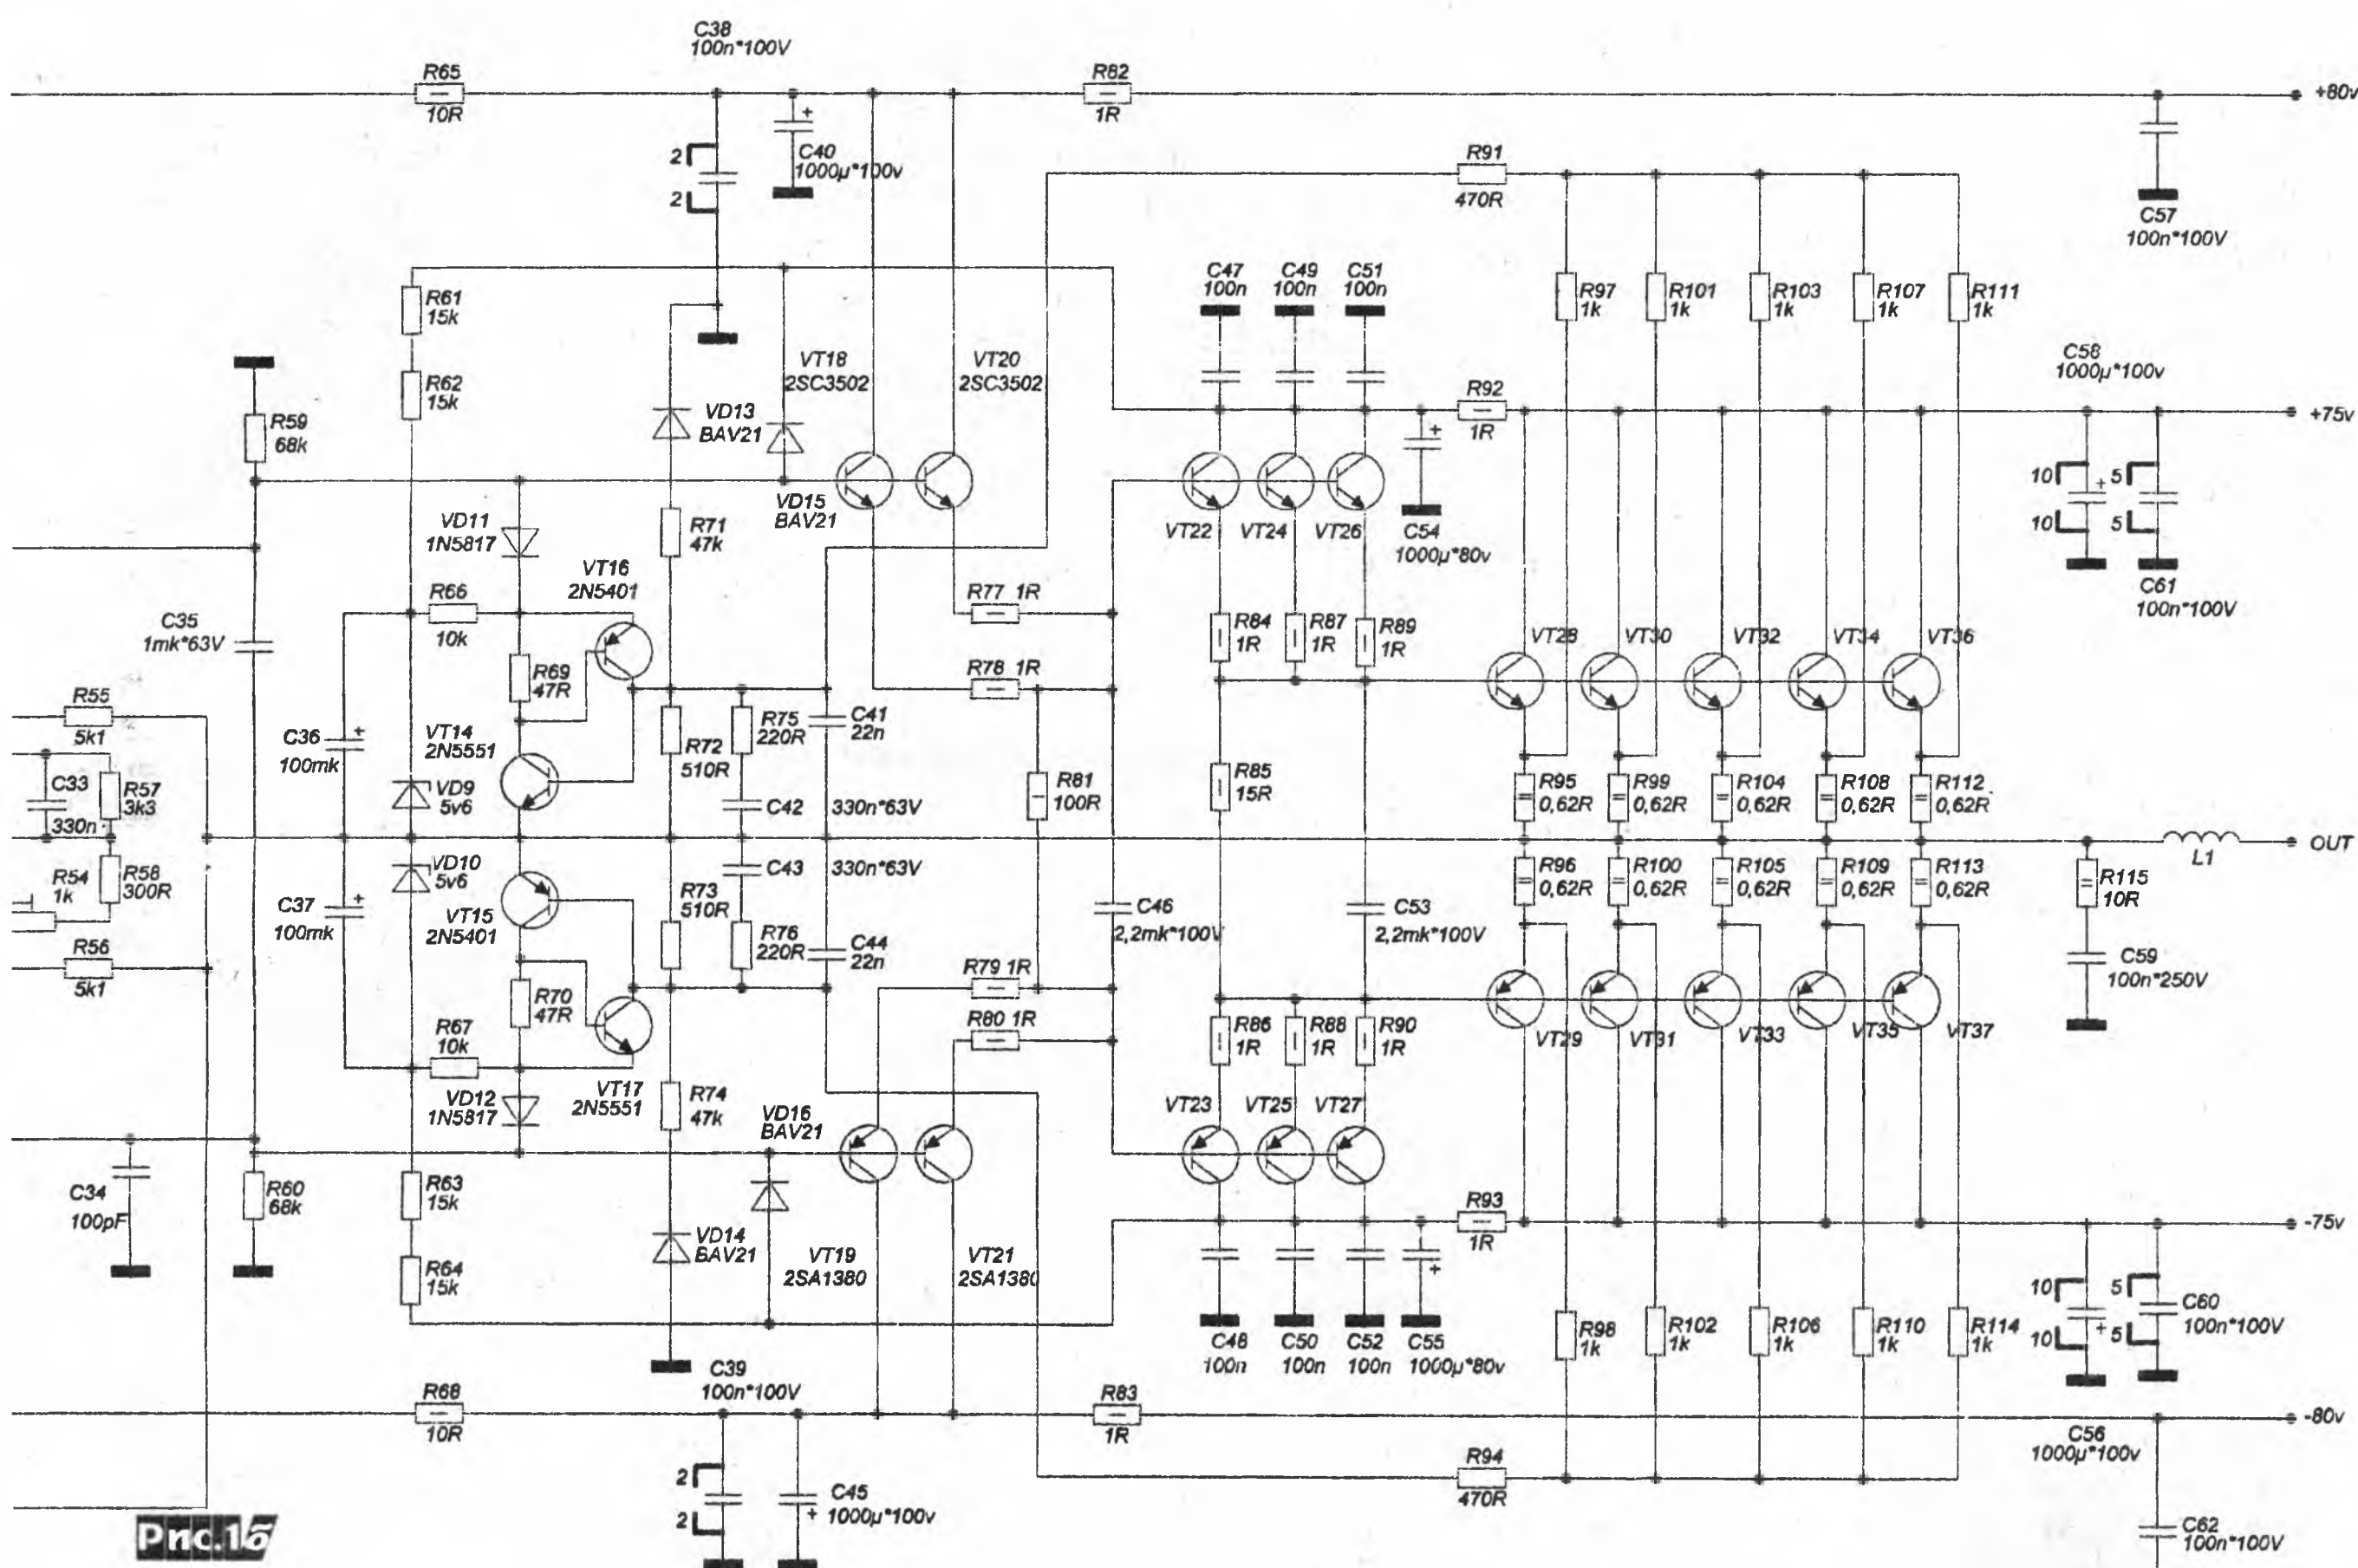 C38
100n*100V
R65
10R
R82
1R
+80v
2
2
C40
1000µ*100v
R91
470R
C57
100n*100V
R61
15k
R62
15k
R59
68k
VD13
BAV21
VT18
2SC3502
VT20
2SC3502
C47
100n
C49
100n
C51
100n
R97
1k
R101
1k
R103
1k
R107
1k
R111
1k
C58
1000µ*100v
R92
1R
+75v
VD11
1N5817
VD15
BAV21
R71
47k
VT22
VT24
VT26
C54
1000µ*80v
10
10
5
5
C61
100n*100V
VT16
2N5401
R66
10k
C35
1mk*63V
R77 1R
R78 1R
R84
1R
R87
1R
R89
1R
VT28
VT30
VT32
VT34
VT36
R69
47R
R55
5k1
C36
100mk
VT14
2N5551
R72
510R
R75
220R
C41
22n
R81
100R
R85
15R
C33
330n
R57
3k3
VD9
5v6
C42
330n*63V
R95
0,62R
R99
0,62R
R104
0,62R
R108
0,62R
R112
0,62R
OUT
L1
R54
1k
R58
300R
VD10
5v6
C43
330n*63V
R96
0,62R
R100
0,62R
R105
0,62R
R109
0,62R
R113
0,62R
R115
10R
C37
100mk
VT15
2N5401
R73
510R
R76
220R
C44
22n
C46
2,2mk*100V
C53
2,2mk*100V
R56
5k1
C59
100n*250V
R70
47R
R79 1R
R80 1R
R67
10k
R86
1R
R88
1R
R90
1R
VT29
VT31
VT33
VT35
VT37
VD12
1N5817
VT17
2N5551
R74
47k
VD16
BAV21
VT23
VT25
VT27
C34
100pF
R60
68k
R63
15k
R64
15k
VD14
BAV21
VT19
2SA1380
VT21
2SA1380
R93
1R
-75v
10
10
5
5
C60
100n*100V
C48
100n
C50
100n
C52
100n
C55
1000µ*80v
R98
1k
R102
1k
R106
1k
R110
1k
R114
1k
R68
10R
C39
100n*100V
R83
1R
-80v
C56
1000µ*100v
2
2
C45
1000µ*100v
R94
470R
C62
100n*100V
Рис.1б